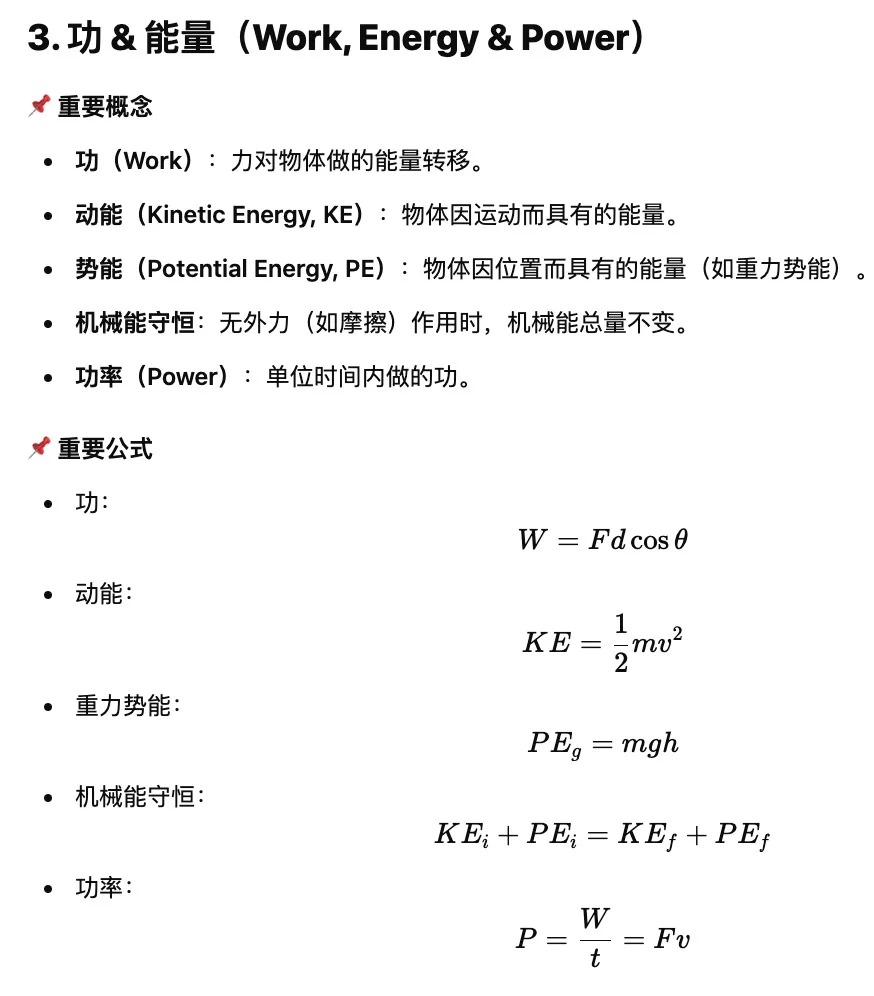 3. 功 & 能量（Work, Energy & Power）
📌 重要概念
• 功（Work）：力对物体做的能量转移。
• 动能（Kinetic Energy, KE）：物体因运动而具有的能量。
• 势能（Potential Energy, PE）：物体因位置而具有的能量（如重力势能）。
• 机械能守恒：无外力（如摩擦）作用时，机械能总量不变。
• 功率（Power）：单位时间内做的功。
📌 重要公式
• 功：
W = Fd cos θ
• 动能：
KE = \frac{1}{2}mv^2
• 重力势能：
PE_g = mgh
• 机械能守恒：
KE_i + PE_i = KE_f + PE_f
• 功率：
P = \frac{W}{t} = Fv